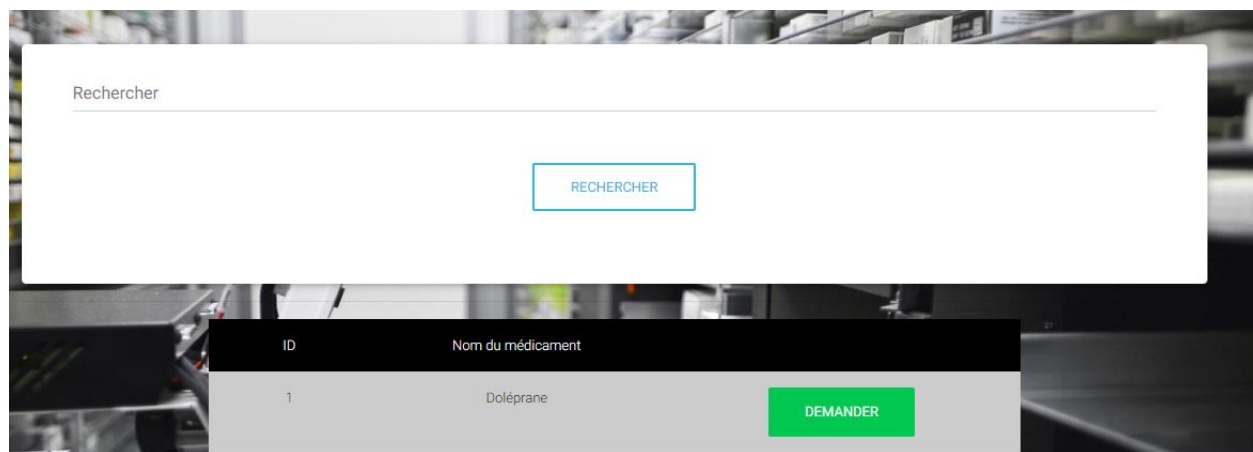 Rechercher
RECHERCHER
ID Nom du médicament
1 Doléprane DEMANDER